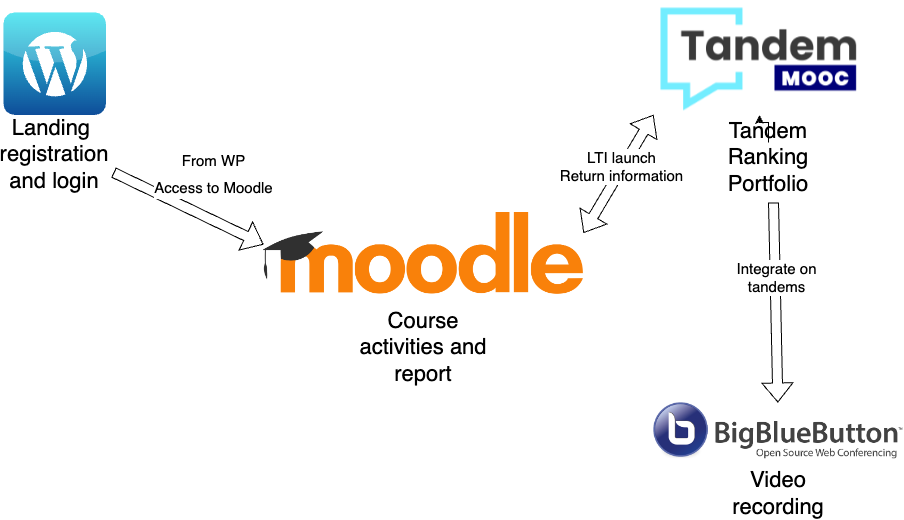 Landing
registration
and login
From WP
Access to Moodle
moodle
Course
activities and
report
LTI launch
Return information
Tandem
MOOC
Tandem
Ranking
Portfolio
Integrate on
tandems
b BigBlueButton™
Open Source Web Conferencing
Video
recording